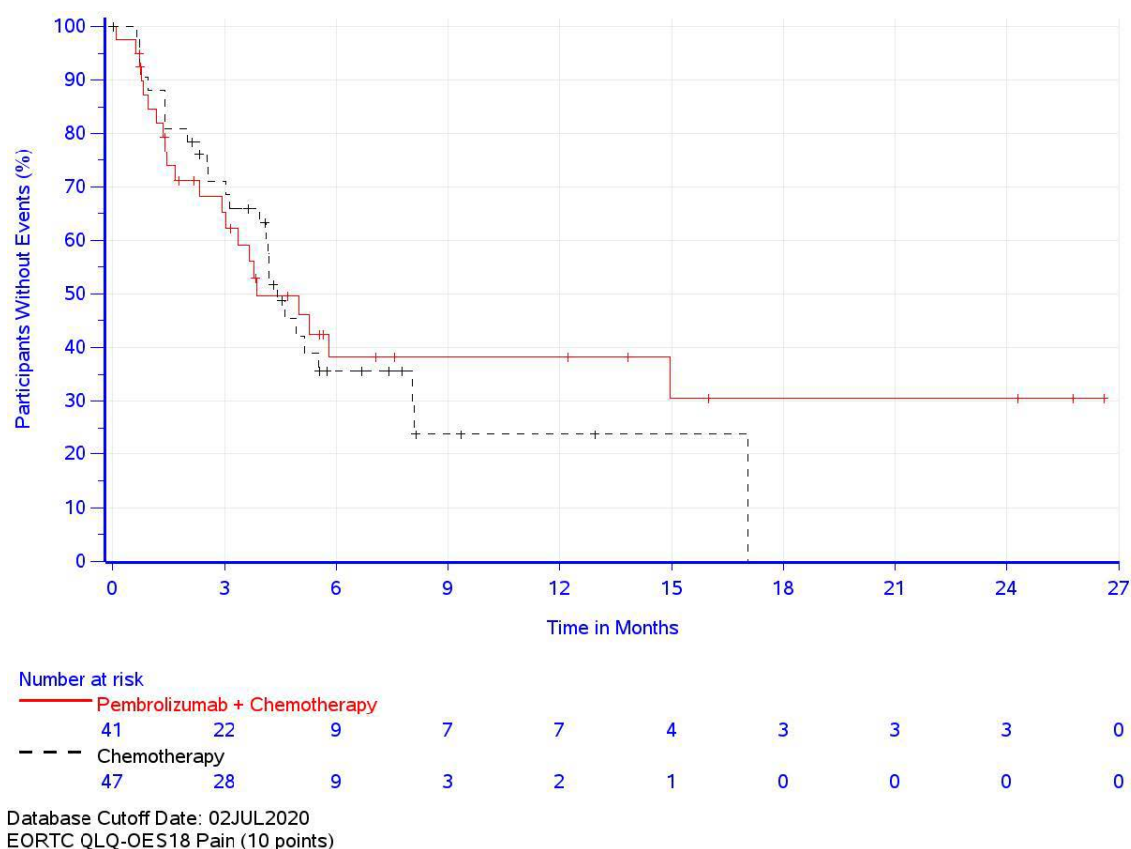 100
90
80
70
60
50
40
30
20
10
0
Participants Without Events (%)
0 3 6 9 12 15 18 21 24 27
Time in Months
Number at risk
Pembrolizumab + Chemotherapy
41 22 9 7 7 4 3 3 3 0
Chemotherapy
47 28 9 3 2 1 0 0 0 0
Database Cutoff Date: 02JUL2020
EORTC QLQ-OES18 Pain (10 points)